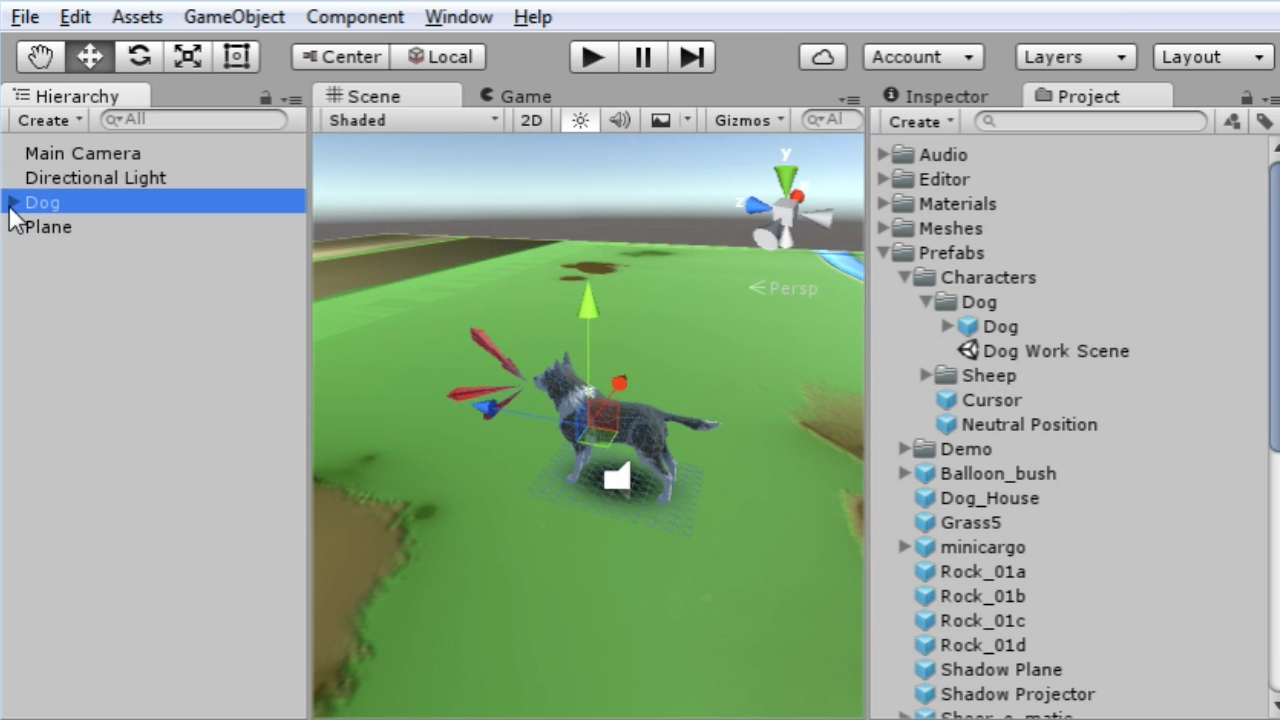 File Edit Assets GameObject Component Window Help
Center Local Account Layers Layout
Hierarchy
Create All
Main Camera
Directional Light
Dog
Plane
Scene Game
Shaded 2D Gizmos Al
y
z
Persp
Inspector Project
Create
Audio
Editor
Materials
Meshes
Prefabs
Characters
Dog
Dog
Dog Work Scene
Sheep
Cursor
Neutral Position
Demo
Balloon_bush
Dog_House
Grass5
minicargo
Rock_01a
Rock_01b
Rock_01c
Rock_01d
Shadow Plane
Shadow Projector